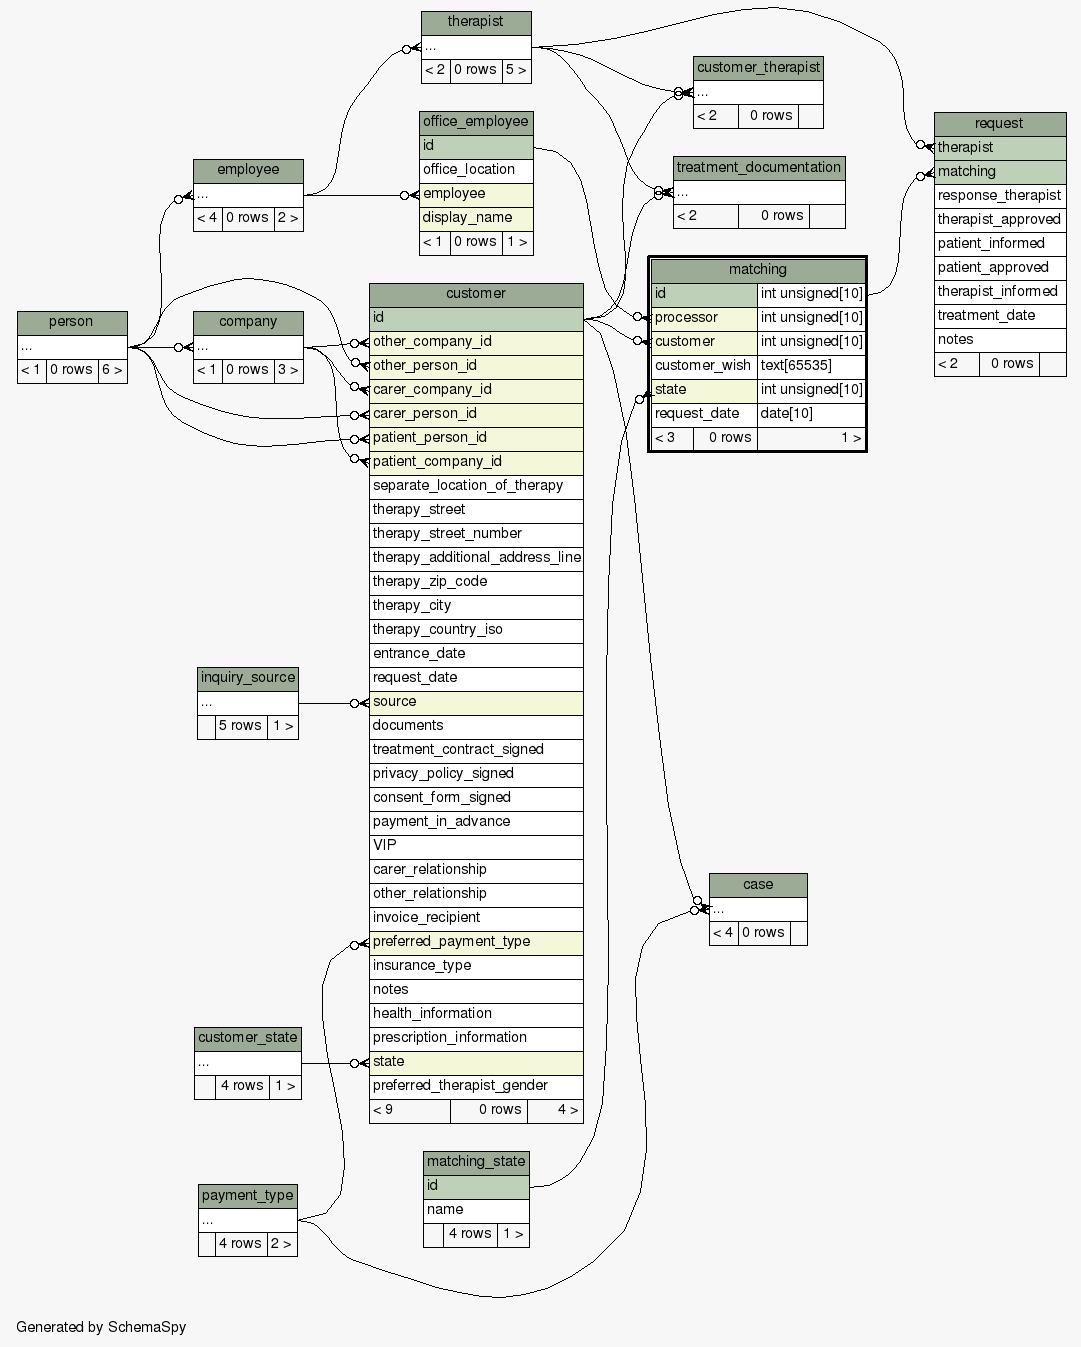 therapist
...
< 2 0 rows 5 >
customer_therapist
...
< 2 0 rows
office_employee
id
office_location
employee
display_name
< 1 0 rows 1 >
request
therapist
matching
response_therapist
therapist_approved
patient_informed
patient_approved
therapist_informed
treatment_date
notes
< 2 0 rows
employee
...
< 4 0 rows 2 >
treatment_documentation
...
< 2 0 rows
matching
id int unsigned[10]
processor int unsigned[10]
customer int unsigned[10]
customer_wish text[65535]
state int unsigned[10]
request_date date[10]
< 3 0 rows 1 >
person
...
< 1 0 rows 6 >
company
...
< 1 0 rows 3 >
customer
id
other_company_id
other_person_id
carer_company_id
carer_person_id
patient_person_id
patient_company_id
separate_location_of_therapy
therapy_street
therapy_street_number
therapy_additional_address_line
therapy_zip_code
therapy_city
therapy_country_iso
entrance_date
request_date
source
documents
treatment_contract_signed
privacy_policy_signed
consent_form_signed
payment_in_advance
VIP
carer_relationship
other_relationship
invoice_recipient
preferred_payment_type
insurance_type
notes
health_information
prescription_information
state
preferred_therapist_gender
< 9 0 rows 4 >
inquiry_source
...
5 rows 1 >
case
...
< 4 0 rows
customer_state
...
4 rows 1 >
matching_state
id
name
4 rows 1 >
payment_type
...
4 rows 2 >
Generated by SchemaSpy